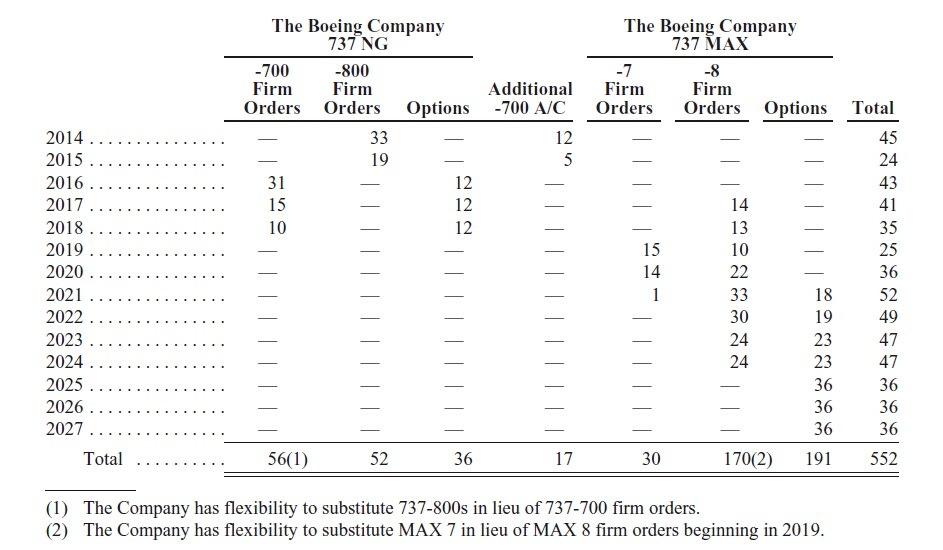 The Boeing Company The Boeing Company
737 NG 737 MAX
-700 -800 -7 -8
Firm Firm Additional Firm Firm
Orders Orders Options -700 A/C Orders Orders Options Total
2014 . . . . . . . . . . . . . . . — 33 — 12 — — — 45
2015 . . . . . . . . . . . . . . . — 19 — 5 — — — 24
2016 . . . . . . . . . . . . . . . 31 — 12 — — — — 43
2017 . . . . . . . . . . . . . . . 15 — 12 — — 14 — 41
2018 . . . . . . . . . . . . . . . 10 — 12 — — 13 — 35
2019 . . . . . . . . . . . . . . . — — — — 15 10 — 25
2020 . . . . . . . . . . . . . . . — — — — 14 22 — 36
2021 . . . . . . . . . . . . . . . — — — — 1 33 18 52
2022 . . . . . . . . . . . . . . . — — — — — 30 19 49
2023 . . . . . . . . . . . . . . . — — — — — 24 23 47
2024 . . . . . . . . . . . . . . . — — — — — 24 23 47
2025 . . . . . . . . . . . . . . . — — — — — — 36 36
2026 . . . . . . . . . . . . . . . — — — — — — 36 36
2027 . . . . . . . . . . . . . . . — — — — — — 36 36
Total . . . . . . . . . . 56(1) 52 36 17 30 170(2) 191 552
(1) The Company has flexibility to substitute 737-800s in lieu of 737-700 firm orders.
(2) The Company has flexibility to substitute MAX 7 in lieu of MAX 8 firm orders beginning in 2019.